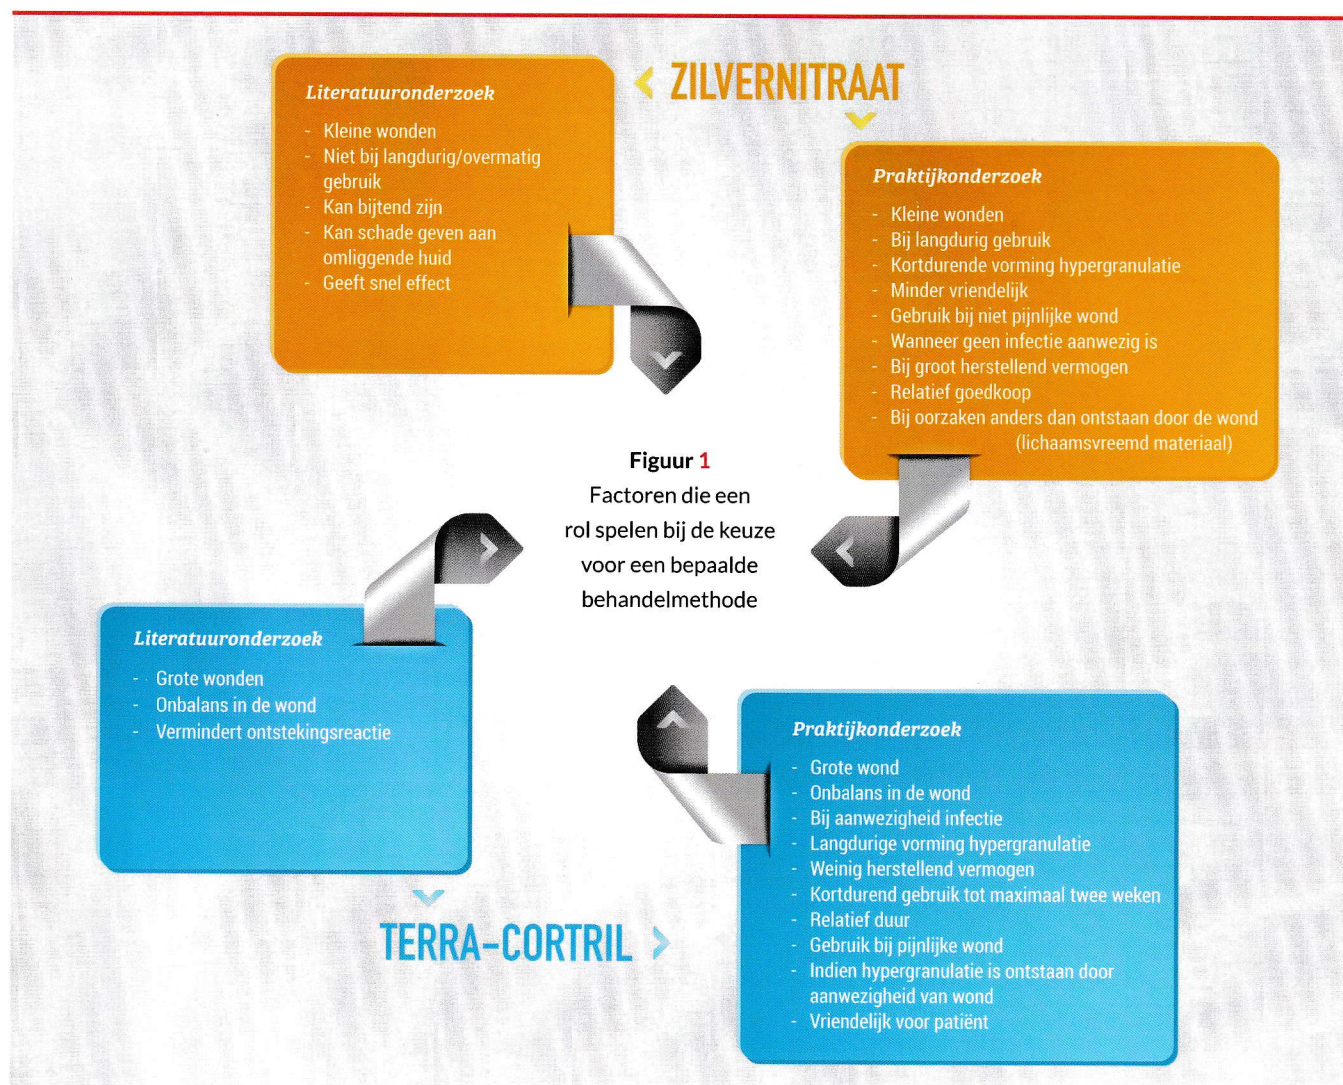 ZILVERNITRAAT
Literatuuronderzoek
- Kleine wonden
- Niet bij langdurig/overmatig
gebruik
- Kan bijtend zijn
- Kan schade geven aan
omliggende huid
- Geeft snel effect
Praktijkonderzoek
- Kleine wonden
- Bij langdurig gebruik
- Kortdurende vorming hypergranulatie
- Minder vriendelijk
- Gebruik bij niet pijnlijke wond
- Wanneer geen infectie aanwezig is
- Bij groot herstellend vermogen
- Relatief goedkoop
- Bij oorzaken anders dan ontstaan door de wond
(lichaamsvreemd materiaal)
Figuur 1
Factoren die een
rol spelen bij de keuze
voor een bepaalde
behandelmethode
Literatuuronderzoek
- Grote wonden
- Onbalans in de wond
- Vermindert ontstekingsreactie
TERRA-CORTRIL
Praktijkonderzoek
- Grote wond
- Onbalans in de wond
- Bij aanwezigheid infectie
- Langdurige vorming hypergranulatie
- Weinig herstellend vermogen
- Kortdurend gebruik tot maximaal twee weken
- Relatief duur
- Gebruik bij pijnlijke wond
- Indien hypergranulatie is ontstaan door
aanwezigheid van wond
- Vriendelijk voor patiënt